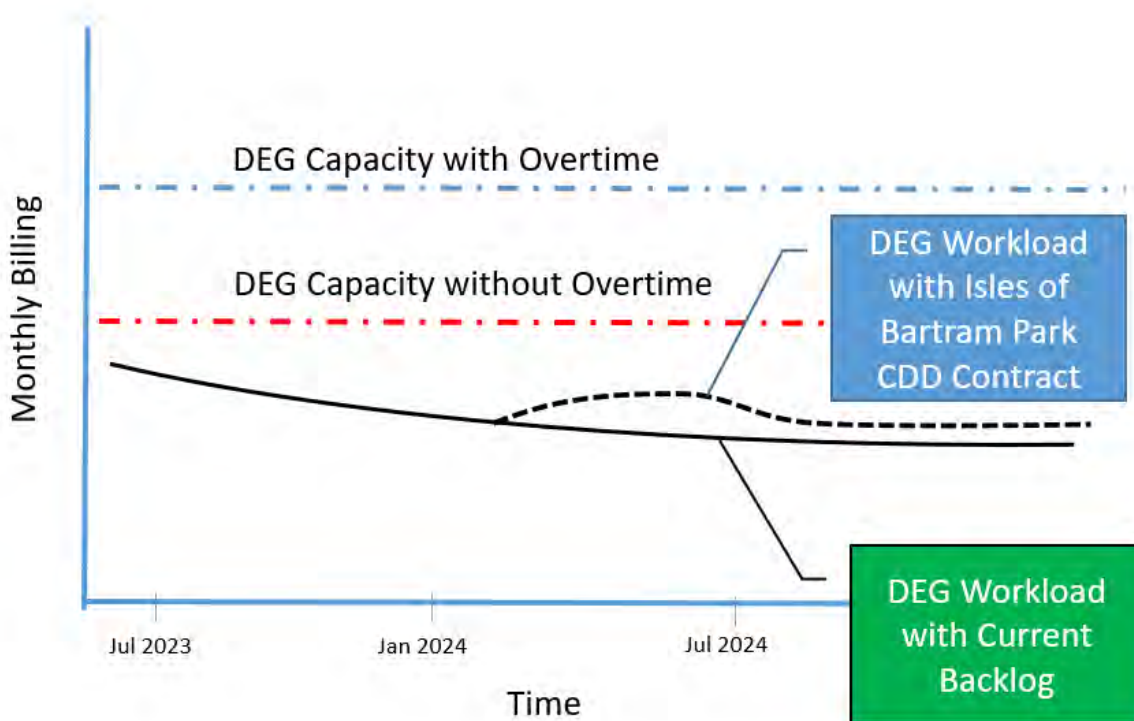 DEG Capacity with Overtime
DEG Workload
with Isles of
Bartram Park
CDD Contract
DEG Capacity without Overtime
Monthly Billing
DEG Workload
with Current
Backlog
Jul 2023
Jan 2024
Jul 2024
Time